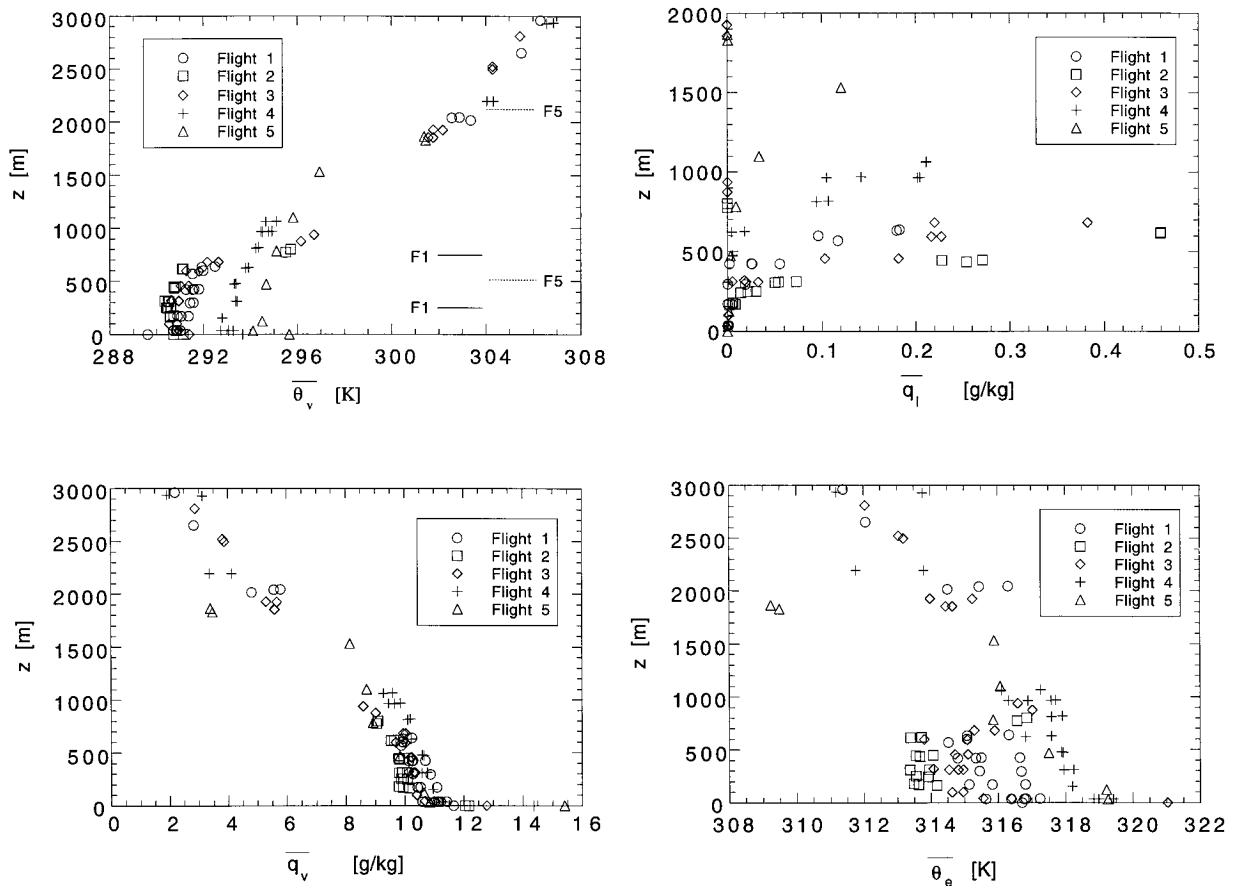 3000
2500
2000
1500
1000
500
0
z [m]
Flight 1
Flight 2
Flight 3
Flight 4
Flight 5
F5
F1
F5
F1
288 292 296 300 304 308
θv [K]
2000
1500
1000
500
0
z [m]
Flight 1
Flight 2
Flight 3
Flight 4
Flight 5
0 0.1 0.2 0.3 0.4 0.5
ql [g/kg]
3000
2500
2000
1500
1000
500
0
z [m]
Flight 1
Flight 2
Flight 3
Flight 4
Flight 5
0 2 4 6 8 10 12 14 16
qv [g/kg]
3000
2500
2000
1500
1000
500
0
z [m]
Flight 1
Flight 2
Flight 3
Flight 4
Flight 5
308 310 312 314 316 318 320 322
θe [K]